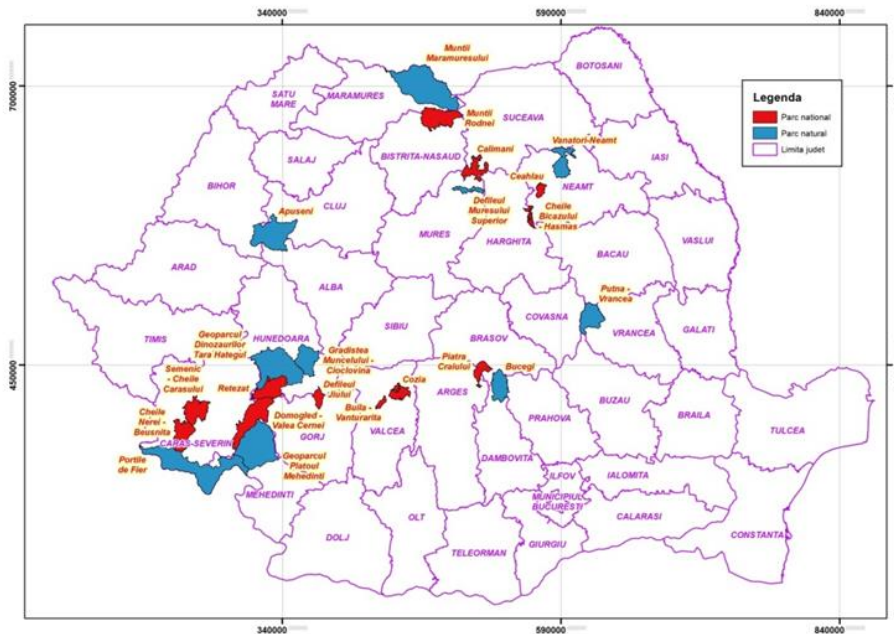 340000
590000
840000
700000
450000
Legenda
Parc national
Parc natural
Limita judet
Muntii
Maramuresului
BOTOSANI
SATU
MARE
MARAMURES
Muntii
Rodnei
SUCEAVA
SALAJ
BISTRITA-NASAUD
Calimani
Vanatori-Neamt
IASI
BIHOR
CLUJ
Ceahlau
NEAMT
Apuseni
Defileul
Muresului
Superior
Cheile
Bicazului
- Hasmas
MURES
HARGHITA
BACAU
VASLUI
ARAD
ALBA
Putna -
Vrancea
TIMIS
HUNEDOARA
SIBIU
BRASOV
COVASNA
VRANCEA
GALATI
Geoparcul
Dinozaurilor
Tara Hategului
Gradistea
Muncelului -
Cioclovina
Semenic
- Cheile
Carasului
Retezat
Defileul
Jiului
Cozia
Piatra
Craiului
Bucegi
ARGES
Cheile
Nerei -
Beusnita
Domogled -
Valea Cernei
Buila -
Vanturarita
PRAHOVA
BUZAU
BRAILA
TULCEA
CARAS-SEVERIN
GORJ
VALCEA
Portile
de Fier
Geoparcul
Platoul
Mehedinti
DAMBOVITA
MEHEDINTI
ILFOV
IALOMITA
MUNICIPIUL
BUCURESTI
CALARASI
DOLJ
OLT
TELEORMAN
GIURGIU
CONSTANTA
340000
590000
840000